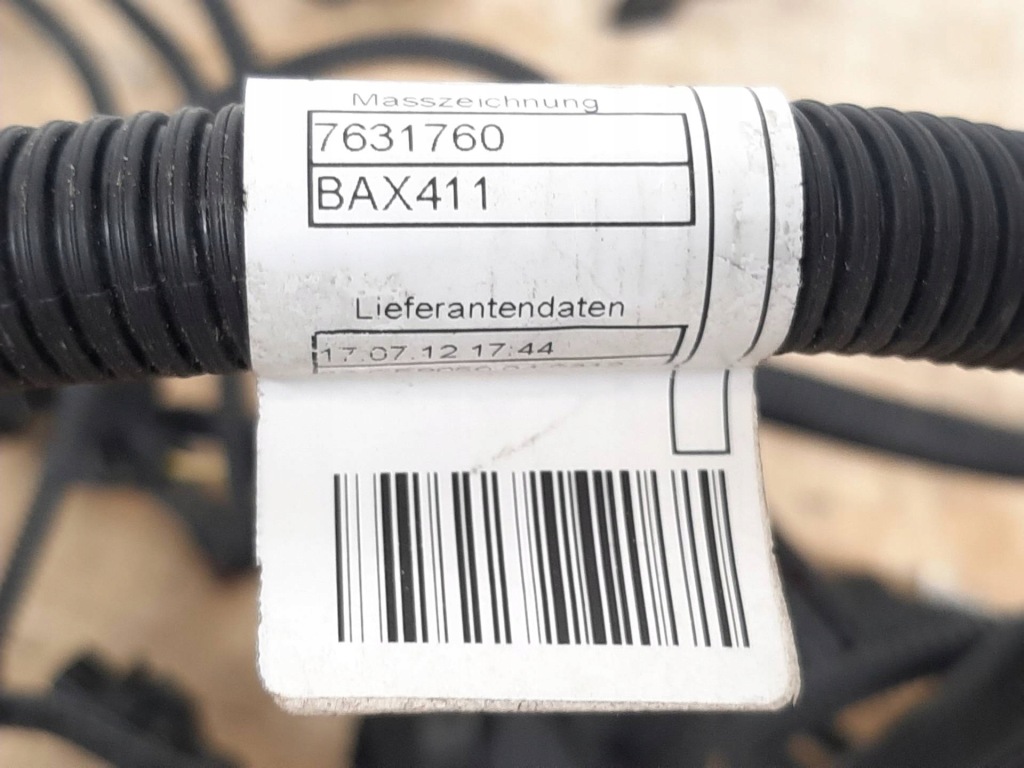 Masszeichnung
7631760
BAX411
Lieferantendaten
17.07.12 17:44